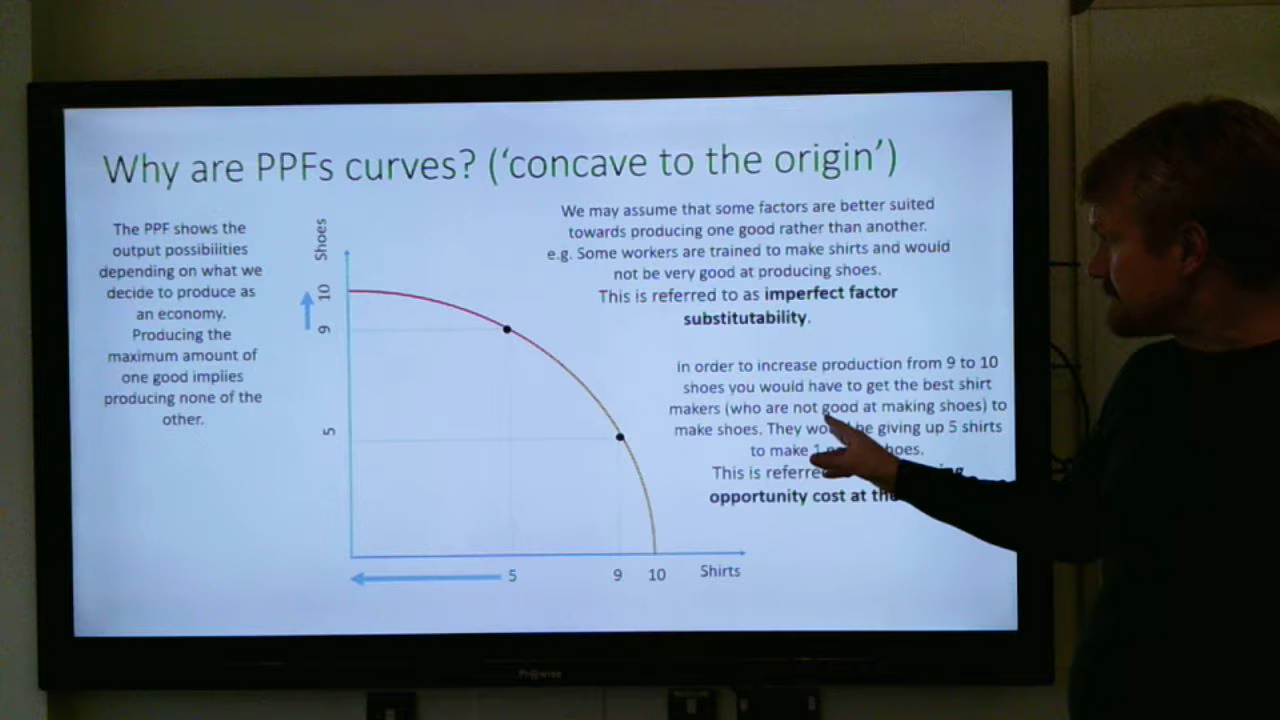 Why are PPFs curves? (‘concave to the origin’)
The PPF shows the
output possibilities
depending on what we
decide to produce as
an economy.
Producing the
maximum amount of
one good implies
producing none of the
other.
Shoes
10
9
5
5
9
10
Shirts
We may assume that some factors are better suited
towards producing one good rather than another.
e.g. Some workers are trained to make shirts and would
not be very good at producing shoes.
This is referred to as imperfect factor
substitutability.
In order to increase production from 9 to 10
shoes you would have to get the best shirt
makers (who are not good at making shoes) to
make shoes. They would be giving up 5 shirts
to make 1 hoes.
This is referre
opportunity cost at the
Prowise